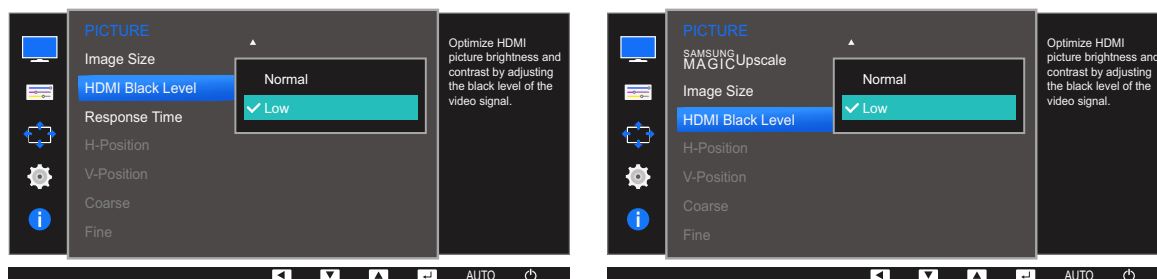 PICTURE
Image Size
HDMI Black Level
Response Time
H-Position
V-Position
Coarse
Fine
Normal
Low
Optimize HDMI
picture brightness and
contrast by adjusting
the black level of the
video signal.
AUTO
PICTURE
SAMSUNG
MAGICUpscale
Image Size
HDMI Black Level
H-Position
V-Position
Coarse
Fine
Normal
Low
Optimize HDMI
picture brightness and
contrast by adjusting
the black level of the
video signal.
AUTO